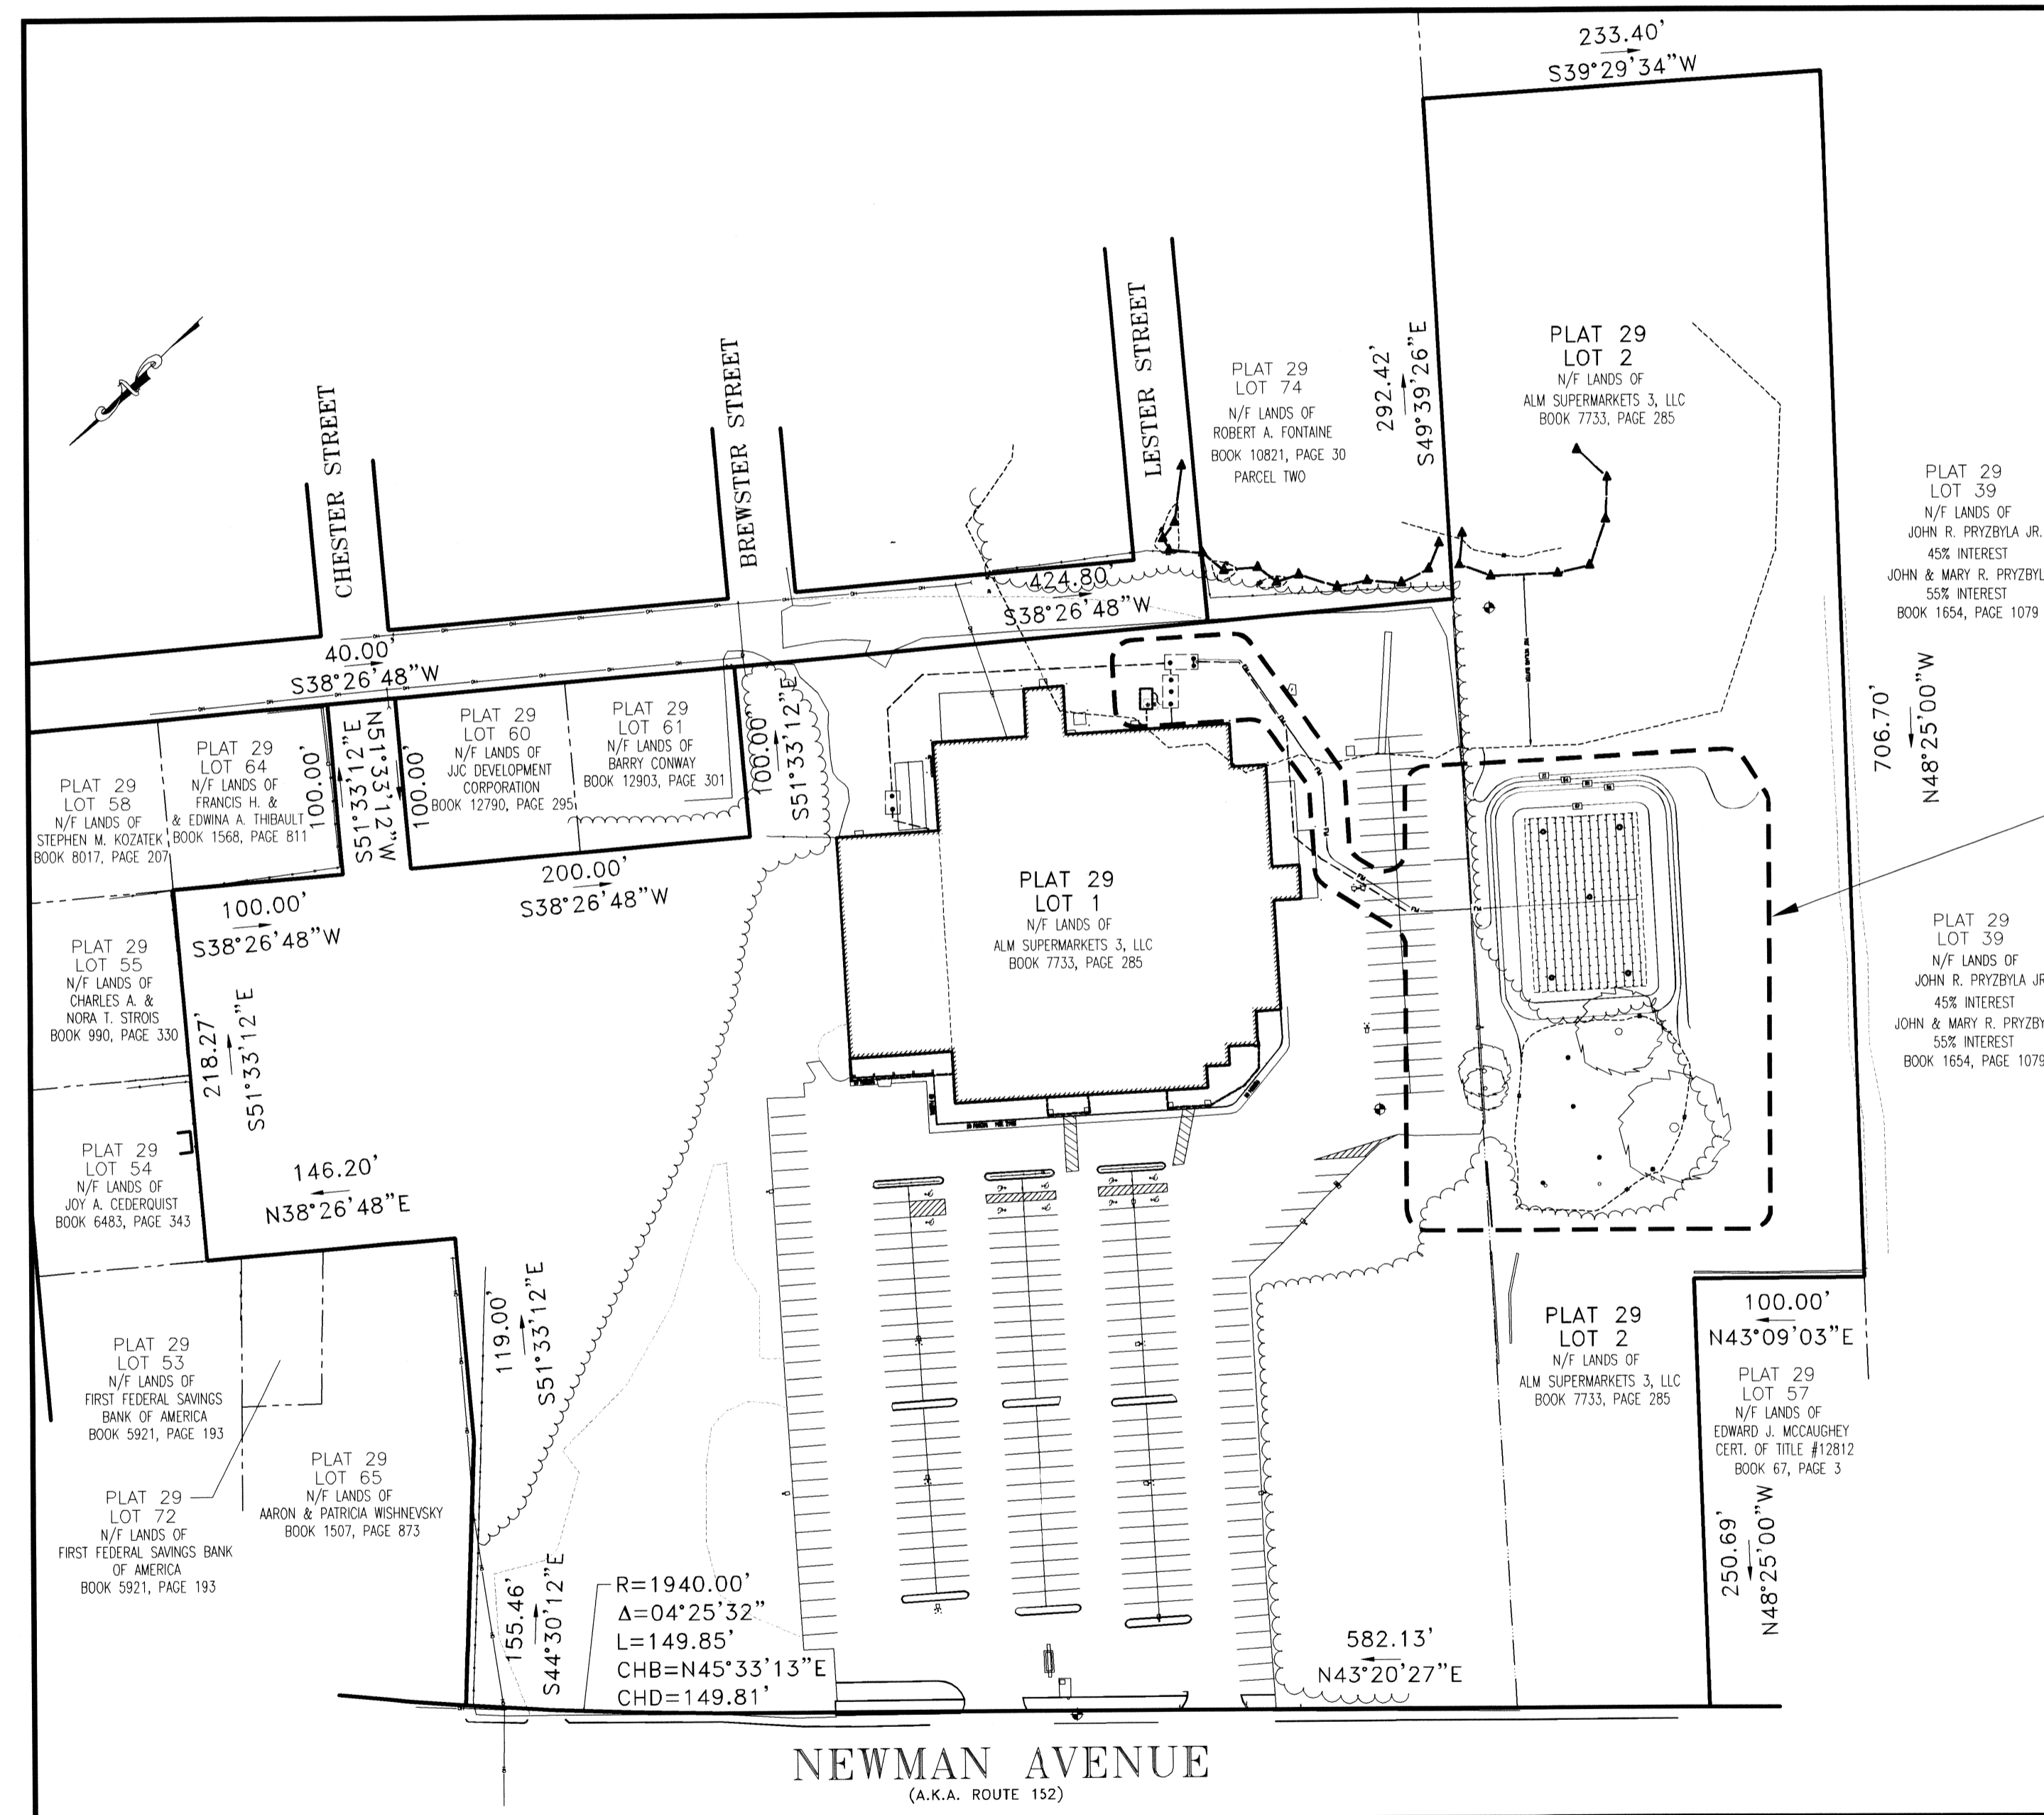 233.40'
S39°29'34"W
CHESTER STREET
BREWSTER STREET
LESTER STREET
PLAT 29
LOT 74
N/F LANDS OF
ROBERT A. FONTAINE
BOOK 10821, PAGE 30
PARCEL TWO
292.42'
S49°39'26"E
PLAT 29
LOT 2
N/F LANDS OF
ALM SUPERMARKETS 3, LLC
BOOK 7733, PAGE 285
PLAT 29
LOT 39
N/F LANDS OF
JOHN R. PRYZBYLA JR.
45% INTEREST
JOHN & MARY R. PRYZBYL
55% INTEREST
BOOK 1654, PAGE 1079
424.80'
S38°26'48"W
40.00'
S38°26'48"W
706.70'
N48°25'00"W
PLAT 29
LOT 58
N/F LANDS OF
STEPHEN M. KOZATEK
BOOK 8017, PAGE 207
PLAT 29
LOT 64
N/F LANDS OF
FRANCIS H. &
& EDWINA A. THIBAULT
BOOK 1568, PAGE 811
100.00'
S51°33'12"E
N51°33'12"W
100.00'
PLAT 29
LOT 60
N/F LANDS OF
JJC DEVELOPMENT
CORPORATION
BOOK 12790, PAGE 295
PLAT 29
LOT 61
N/F LANDS OF
BARRY CONWAY
BOOK 12903, PAGE 301
100.00'
S51°33'12"E
200.00'
S38°26'48"W
100.00'
S38°26'48"W
PLAT 29
LOT 1
N/F LANDS OF
ALM SUPERMARKETS 3, LLC
BOOK 7733, PAGE 285
PLAT 29
LOT 39
N/F LANDS OF
JOHN R. PRYZBYLA JR
45% INTEREST
JOHN & MARY R. PRYZBY
55% INTEREST
BOOK 1654, PAGE 1079
PLAT 29
LOT 55
N/F LANDS OF
CHARLES A. &
NORA T. STROIS
BOOK 990, PAGE 330
218.27'
S51°33'12"E
PLAT 29
LOT 54
N/F LANDS OF
JOY A. CEDERQUIST
BOOK 6483, PAGE 343
146.20'
N38°26'48"E
119.00'
S51°33'12"E
PLAT 29
LOT 53
N/F LANDS OF
FIRST FEDERAL SAVINGS
BANK OF AMERICA
BOOK 5921, PAGE 193
PLAT 29
LOT 65
N/F LANDS OF
AARON & PATRICIA WISHNEVSKY
BOOK 1507, PAGE 873
PLAT 29
LOT 72
N/F LANDS OF
FIRST FEDERAL SAVINGS BANK
OF AMERICA
BOOK 5921, PAGE 193
155.46'
S44°30'12"E
R=1940.00'
Δ=04°25'32"
L=149.85'
CHB=N45°33'13"E
CHD=149.81'
PLAT 29
LOT 2
N/F LANDS OF
ALM SUPERMARKETS 3, LLC
BOOK 7733, PAGE 285
100.00'
N43°09'03"E
PLAT 29
LOT 57
N/F LANDS OF
EDWARD J. MCCAUGHEY
CERT. OF TITLE #12812
BOOK 67, PAGE 3
250.69'
N48°25'00"W
582.13'
N43°20'27"E
NEWMAN AVENUE
(A.K.A. ROUTE 152)